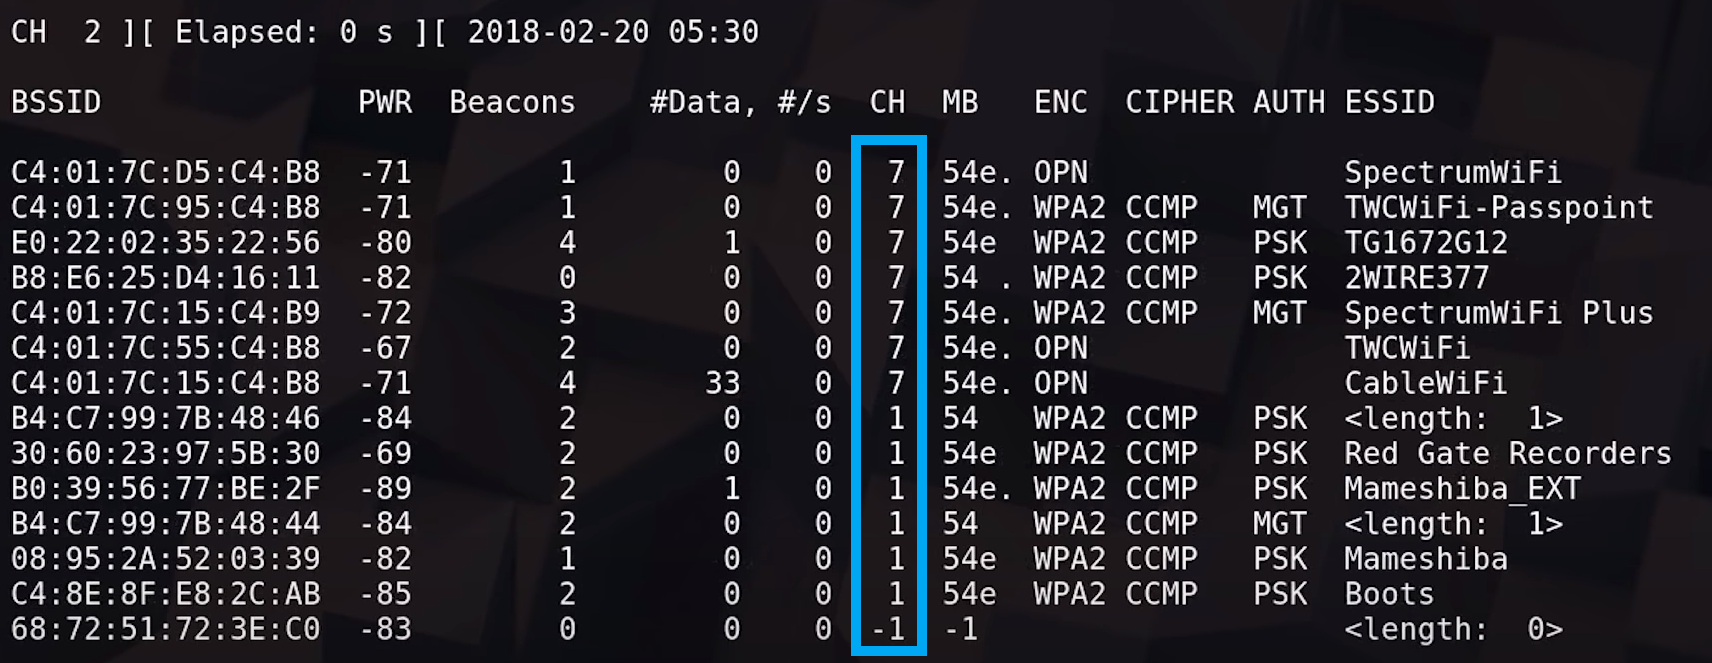 CH  2 ][ Elapsed: 0 s ][ 2018-02-20 05:30
BSSID              PWR  Beacons    #Data, #/s  CH  MB   ENC  CIPHER AUTH ESSID
C4:01:7C:D5:C4:B8  -71        1        0    0   7  54e. OPN              SpectrumWiFi
C4:01:7C:95:C4:B8  -71        1        0    0   7  54e. WPA2 CCMP   MGT  TWCWiFi-Passpoint
E0:22:02:35:22:56  -80        4        1    0   7  54e  WPA2 CCMP   PSK  TG1672G12
B8:E6:25:D4:16:11  -82        0        0    0   7  54 . WPA2 CCMP   PSK  2WIRE377
C4:01:7C:15:C4:B9  -72        3        0    0   7  54e. WPA2 CCMP   MGT  SpectrumWiFi Plus
C4:01:7C:55:C4:B8  -67        2        0    0   7  54e. OPN              TWCWiFi
C4:01:7C:15:C4:B8  -71        4       33    0   7  54e. OPN              CableWiFi
B4:C7:99:7B:48:46  -84        2        0    0   1  54   WPA2 CCMP   PSK  <length:  1>
30:60:23:97:5B:30  -69        2        0    0   1  54e  WPA2 CCMP   PSK  Red Gate Recorders
B0:39:56:77:BE:2F  -89        2        1    0   1  54e. WPA2 CCMP   PSK  Mameshiba_EXT
B4:C7:99:7B:48:44  -84        2        0    0   1  54   WPA2 CCMP   MGT  <length:  1>
08:95:2A:52:03:39  -82        1        0    0   1  54e  WPA2 CCMP   PSK  Mameshiba
C4:8E:8F:E8:2C:AB  -85        2        0    0   1  54e  WPA2 CCMP   PSK  Boots
68:72:51:72:3E:C0  -83        0        0    0  -1  -1                    <length:  0>